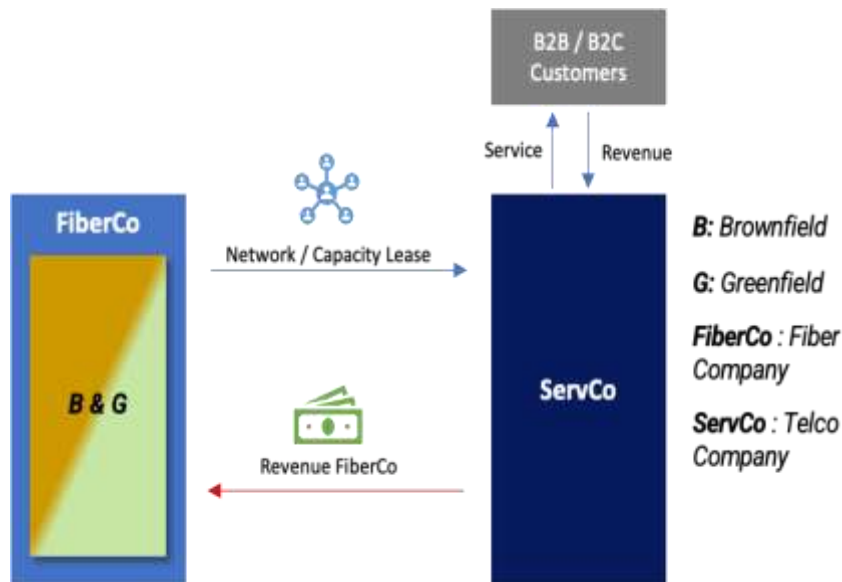 B2B / B2C
Customers
Service
Revenue
FiberCo
Network / Capacity Lease
B & G
Revenue FiberCo
ServCo
B: Brownfield
G: Greenfield
FiberCo : Fiber
Company
ServCo : Telco
Company